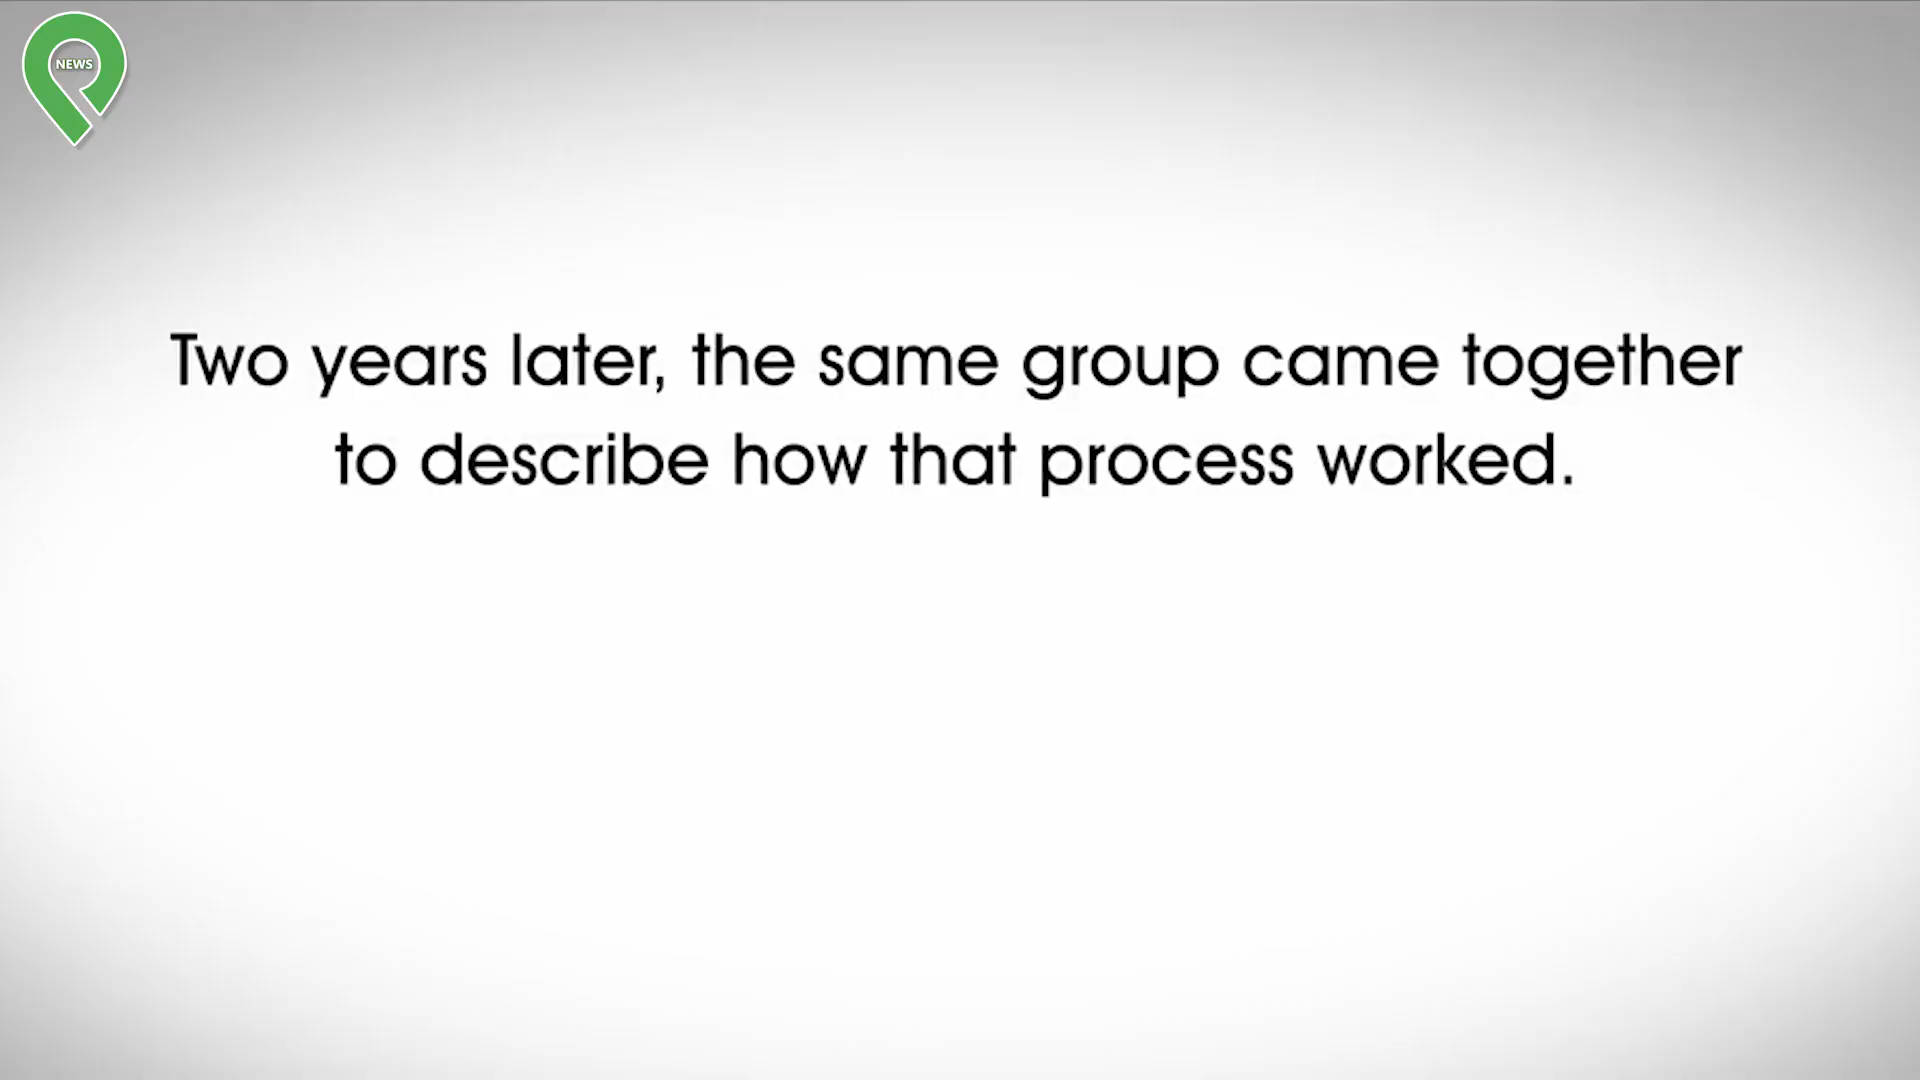 NEWS
Two years later, the same group came together
to describe how that process worked.